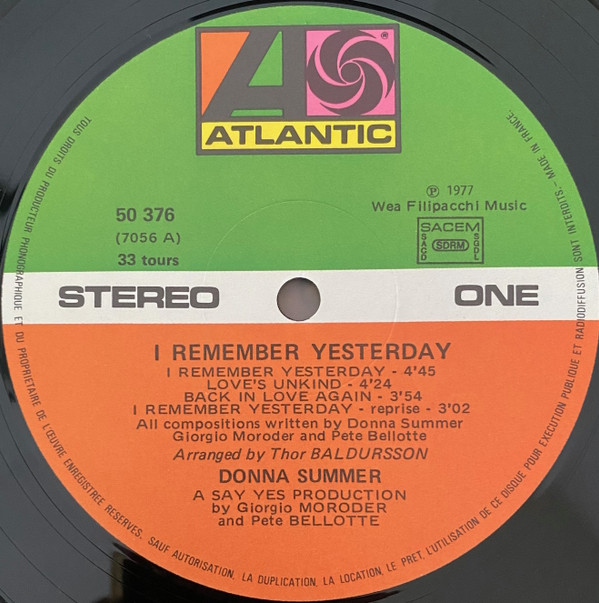 ATLANTIC
®
℗ 1977
Wea Filipacchi Music
50 376
(7056 A)
33 tours
SACEM
SACD
SDRM
SGDL
STEREO
ONE
I REMEMBER YESTERDAY
I REMEMBER YESTERDAY - 4'45
LOVE'S UNKIND - 4'24
BACK IN LOVE AGAIN - 3'54
I REMEMBER YESTERDAY - reprise - 3'02
All compositions written by Donna Summer
Giorgio Moroder and Pete Bellotte
Arranged by Thor BALDURSSON
DONNA SUMMER
A SAY YES PRODUCTION
by Giorgio MORODER
and Pete BELLOTTE
TOUS DROITS DU PRODUCTEUR PHONOGRAPHIQUE ET DU PROPRIETAIRE DE L'ŒUVRE ENREGISTREE RESERVES. SAUF AUTORISATION, LA DUPLICATION, LA LOCATION, LE PRET, L'UTILISATION DE CE DISQUE POUR EXECUTION PUBLIQUE ET RADIODIFFUSION SONT INTERDITS. - MADE IN FRANCE.